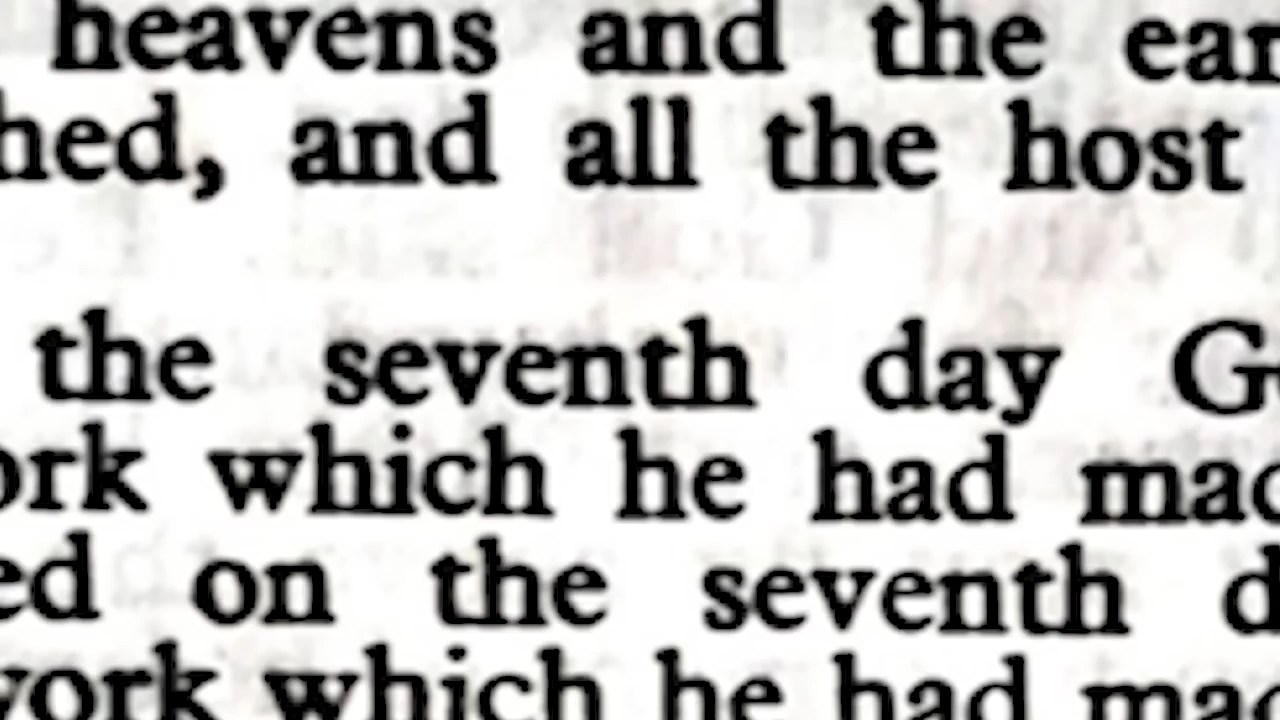 heavens and the ear
hed, and all the host
the seventh day G
ork which he had mad
ed on the seventh d
work which he had mad